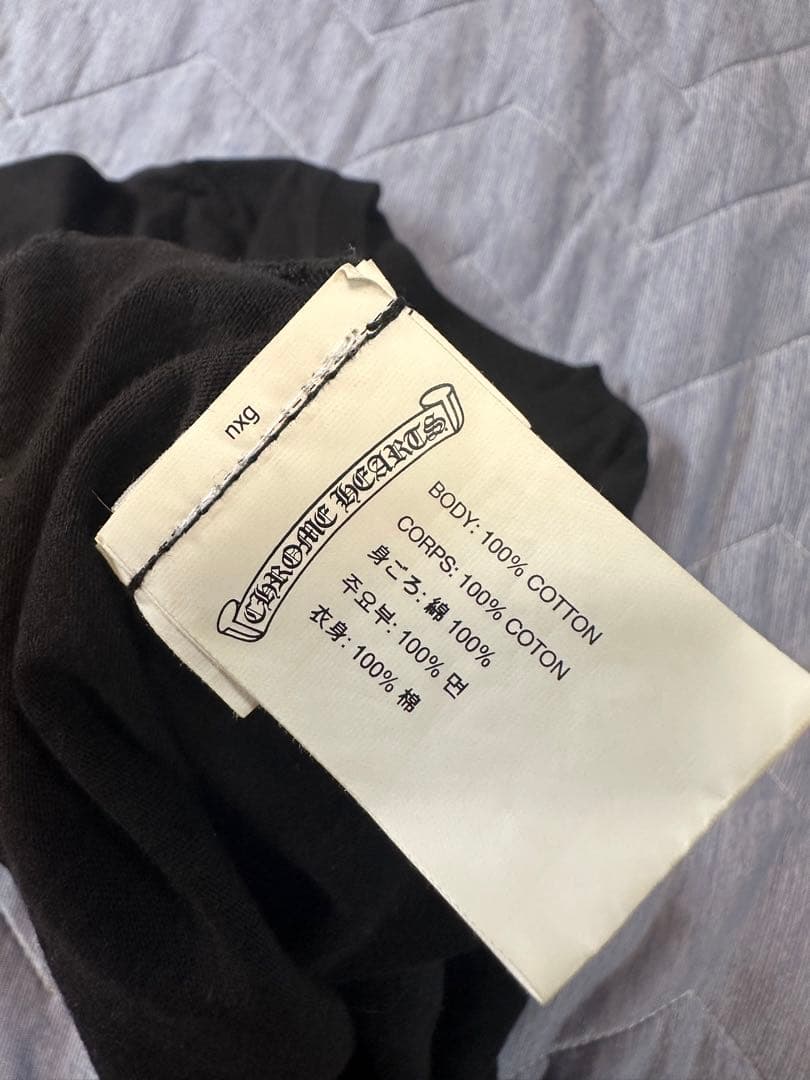 nxg
CHROME HEARTS
BODY: 100% COTTON
CORPS: 100% COTON
身ごろ: 綿 100%
주요부: 100% 면
衣身: 100% 棉